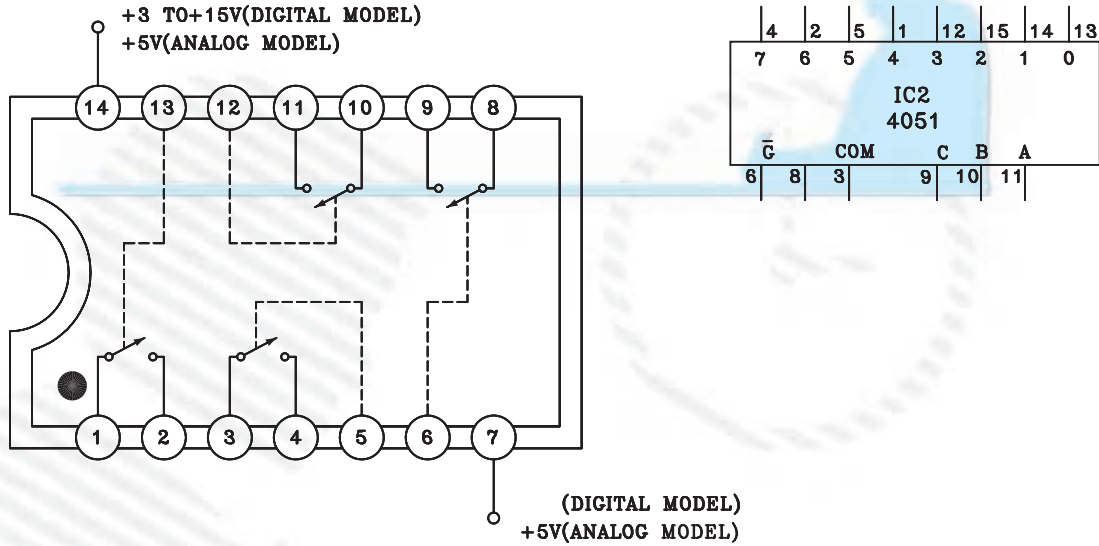 +3 TO+15V(DIGITAL MODEL)
+5V(ANALOG MODEL)
14 13 12 11 10 9 8
1 2 3 4 5 6 7
(DIGITAL MODEL)
+5V(ANALOG MODEL)
4 2 5 1 12 15 14 13
7 6 5 4 3 2 1 0
IC2
4051
G̅ COM C B A
6 8 3 9 10 11